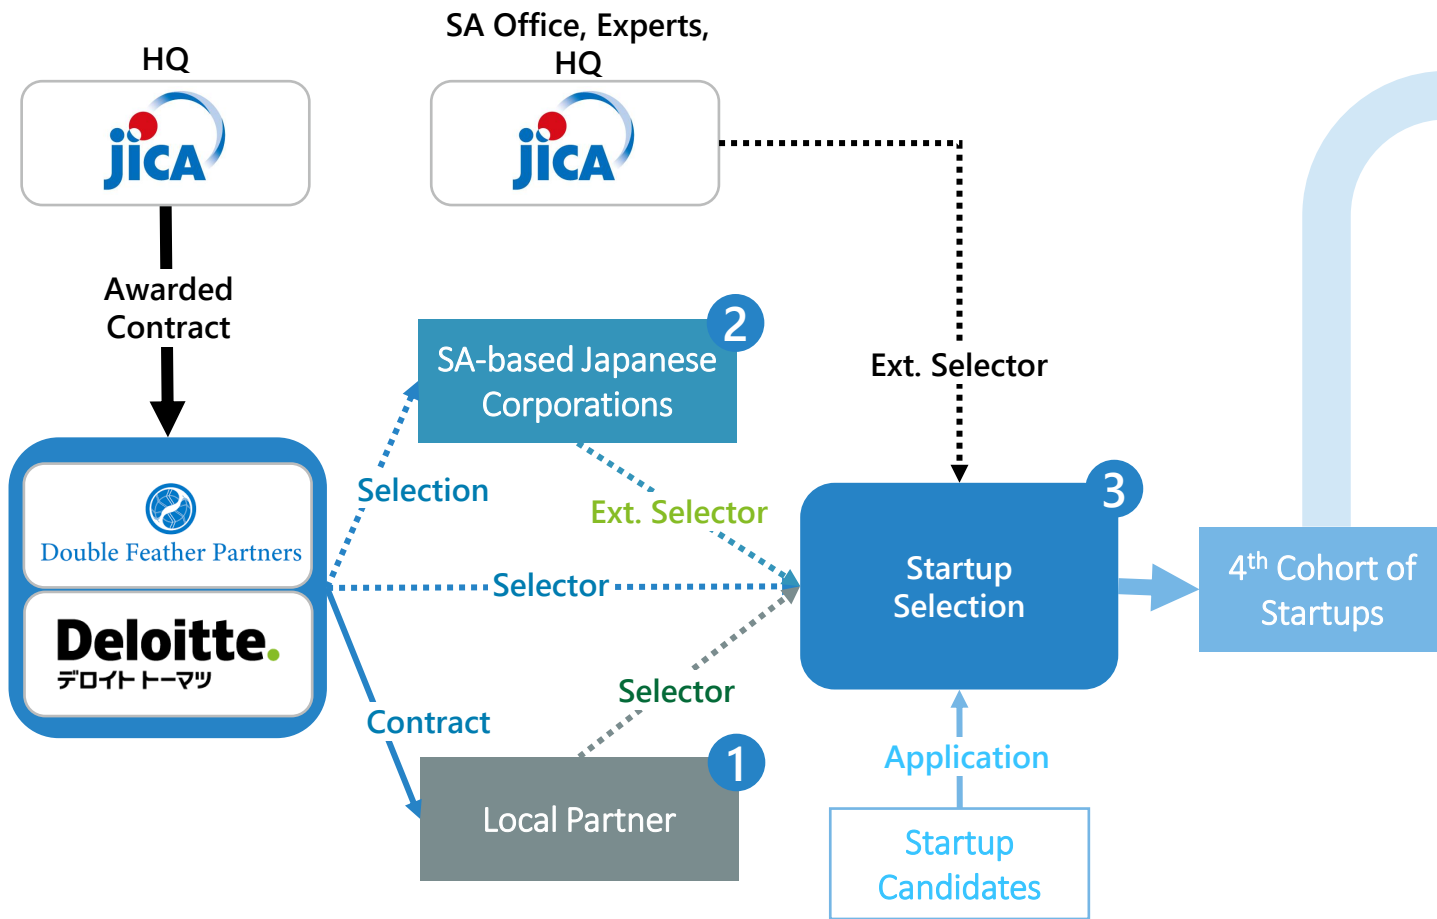 HQ
jica
Awarded
Contract
SA Office, Experts,
HQ
jica
Ext. Selector
Double Feather Partners
Deloitte.
デロイト トーマツ
Selection
Selector
Contract
2
SA-based Japanese
Corporations
Ext. Selector
1
Local Partner
Selector
3
Startup
Selection
Application
Startup
Candidates
4th Cohort of
Startups